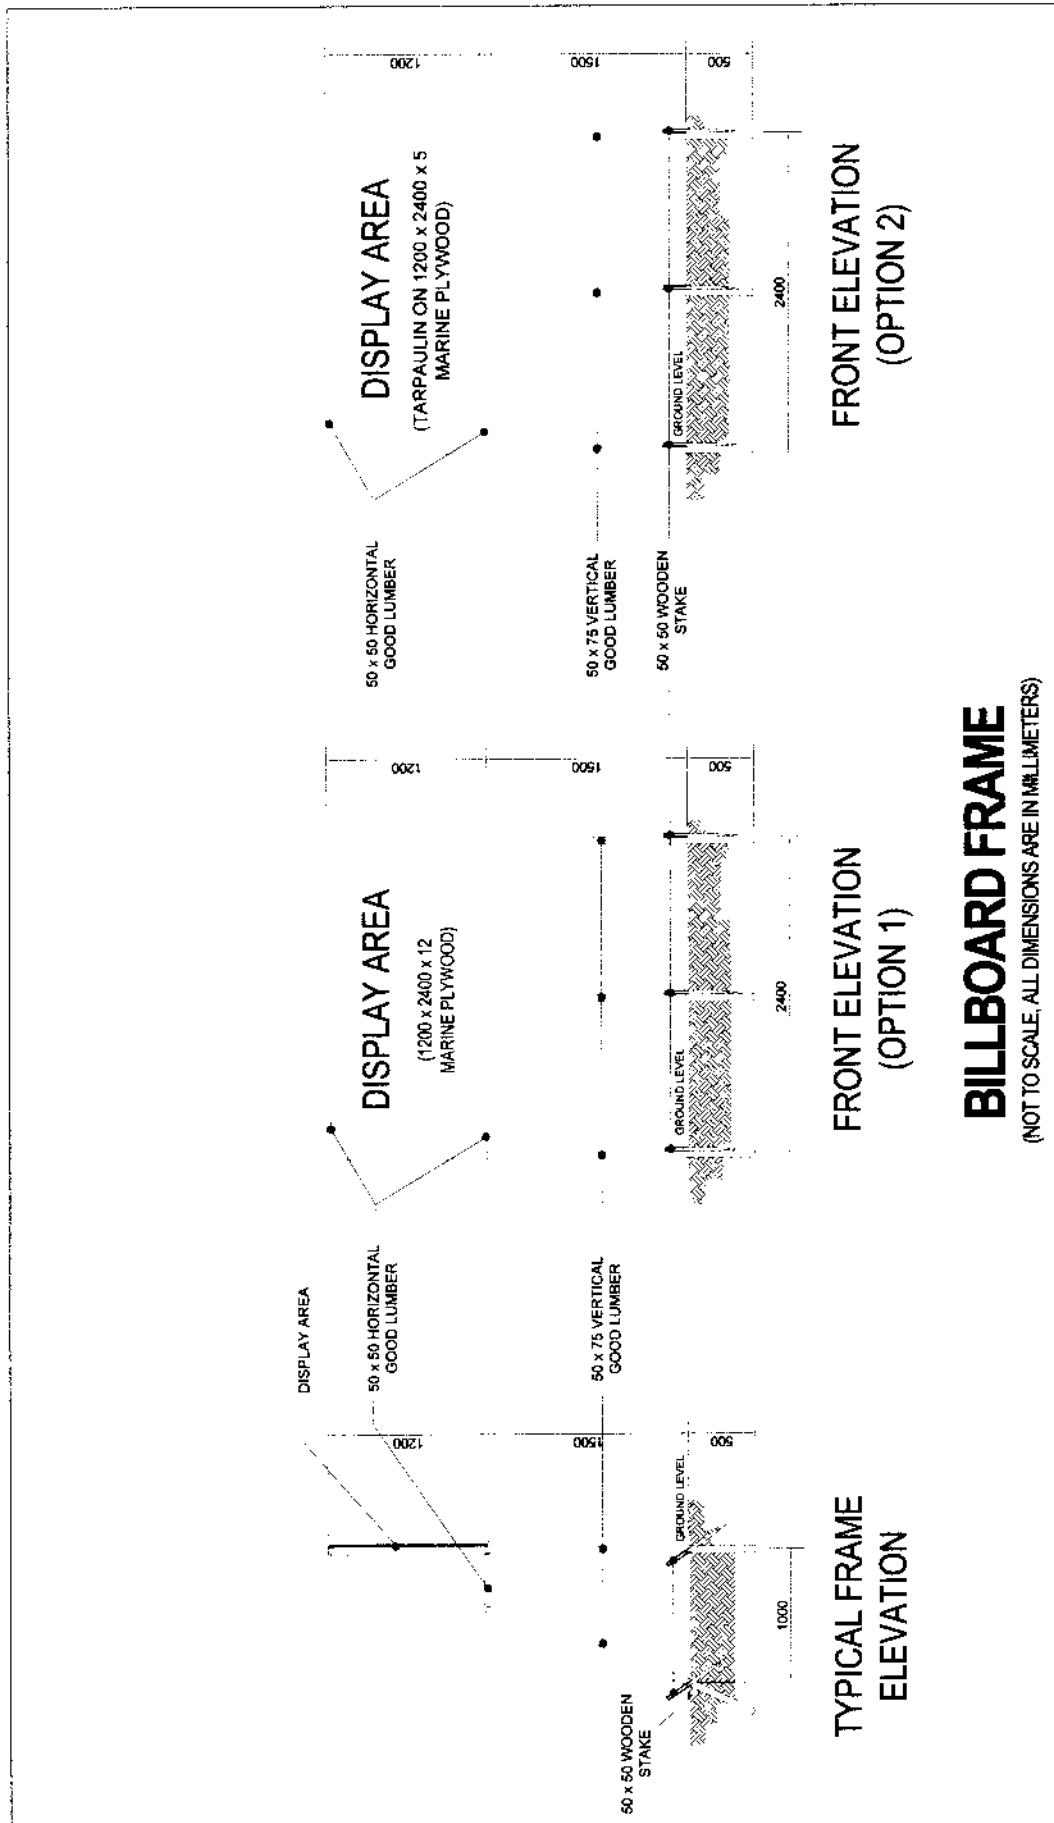 DISPLAY AREA
50 x 50 HORIZONTAL
GOOD LUMBER
1200
50 x 75 VERTICAL
GOOD LUMBER
1500
GROUND LEVEL
500
50 x 50 WOODEN
STAKE
1000
TYPICAL FRAME
ELEVATION
DISPLAY AREA
(1200 x 2400 x 12
MARINE PLYWOOD)
1200
1500
GROUND LEVEL
500
2400
FRONT ELEVATION
(OPTION 1)
50 x 50 HORIZONTAL
GOOD LUMBER
50 x 75 VERTICAL
GOOD LUMBER
50 x 50 WOODEN
STAKE
DISPLAY AREA
(TARPAULIN ON 1200 x 2400 x 5
MARINE PLYWOOD)
1200
1500
GROUND LEVEL
500
2400
FRONT ELEVATION
(OPTION 2)
BILLBOARD FRAME
(NOT TO SCALE, ALL DIMENSIONS ARE IN MILLIMETERS)